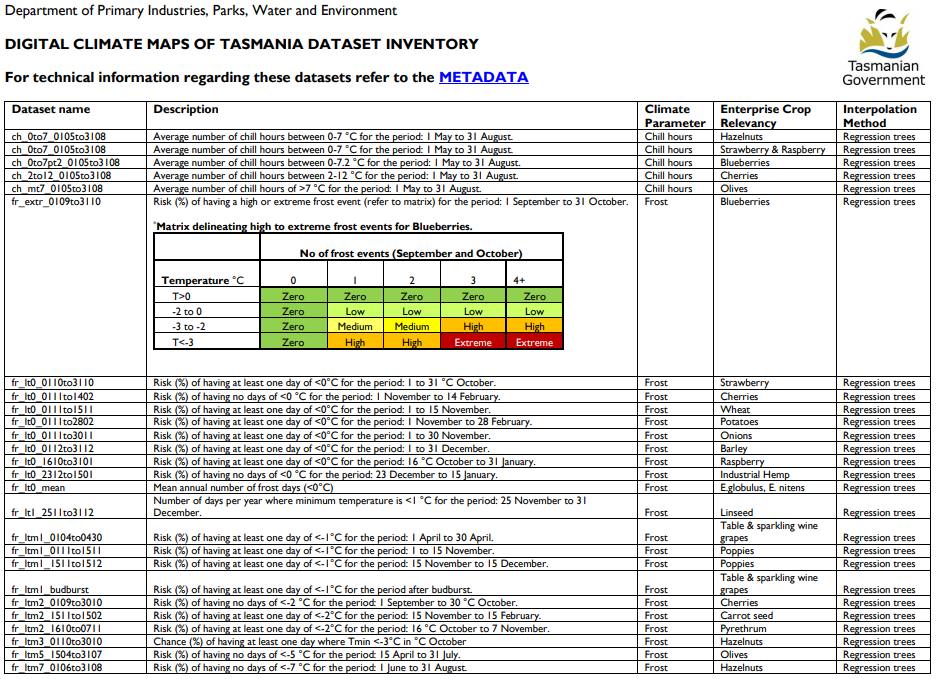 Department of Primary Industries, Parks, Water and Environment
DIGITAL CLIMATE MAPS OF TASMANIA DATASET INVENTORY
For technical information regarding these datasets refer to the METADATA
Tasmanian
Government
Dataset name Description Climate Parameter Enterprise Crop Relevancy Interpolation Method
ch_0to7_0105to3108 Average number of chill hours between 0-7 °C for the period: 1 May to 31 August. Chill hours Hazelnuts Regression trees
ch_0to7_0105to3108 Average number of chill hours between 0-7 °C for the period: 1 May to 31 August. Chill hours Strawberry & Raspberry Regression trees
ch_0to7pt2_0105to3108 Average number of chill hours between 0-7.2 °C for the period: 1 May to 31 August. Chill hours Blueberries Regression trees
ch_2to12_0105to3108 Average number of chill hours between 2-12 °C for the period: 1 May to 31 August. Chill hours Cherries Regression trees
ch_mt7_0105to3108 Average number of chill hours of >7 °C for the period: 1 May to 31 August. Chill hours Olives Regression trees
fr_extr_0109to3110 Risk (%) of having a high or extreme frost event (refer to matrix) for the period: 1 September to 31 October. Frost Blueberries Regression trees
*Matrix delineating high to extreme frost events for Blueberries.
No of frost events (September and October)
Temperature °C 0 1 2 3 4+
T>0 Zero Zero Zero Zero Zero
-2 to 0 Zero Low Low Low Low
-3 to -2 Zero Medium Medium High High
T<-3 Zero High High Extreme Extreme
fr_lt0_0110to3110 Risk (%) of having at least one day of <0°C for the period: 1 to 31 °C October. Frost Strawberry Regression trees
fr_lt0_0111to1402 Risk (%) of having no days of <0 °C for the period: 1 November to 14 February. Frost Cherries Regression trees
fr_lt0_0111to1511 Risk (%) of having at least one day of <0°C for the period: 1 to 15 November. Frost Wheat Regression trees
fr_lt0_0111to2802 Risk (%) of having at least one day of <0°C for the period: 1 November to 28 February. Frost Potatoes Regression trees
fr_lt0_0111to3011 Risk (%) of having at least one day of <0°C for the period: 1 to 30 November. Frost Onions Regression trees
fr_lt0_0112to3112 Risk (%) of having at least one day of <0°C for the period: 1 to 31 December. Frost Barley Regression trees
fr_lt0_1610to3101 Risk (%) of having at least one day of <0°C for the period: 16 °C October to 31 January. Frost Raspberry Regression trees
fr_lt0_2312to1501 Risk (%) of having no days of <0 °C for the period: 23 December to 15 January. Frost Industrial Hemp Regression trees
fr_lt0_mean Mean annual number of frost days (<0°C) Frost E.globulus, E. nitens Regression trees
fr_lt1_2511to3112 Number of days per year where minimum temperature is <1 °C for the period: 25 November to 31 December. Frost Linseed Regression trees
fr_ltm1_0104to0430 Risk (%) of having at least one day of <-1°C for the period: 1 April to 30 April. Frost Table & sparkling wine grapes Regression trees
fr_ltm1_0111to1511 Risk (%) of having at least one day of <-1°C for the period: 1 to 15 November. Frost Poppies Regression trees
fr_ltm1_1511to1512 Risk (%) of having at least one day of <-1°C for the period: 15 November to 15 December. Frost Poppies Regression trees
fr_ltm1_budburst Risk (%) of having at least one day of <-1°C for the period after budburst. Frost Table & sparkling wine grapes Regression trees
fr_ltm2_0109to3010 Risk (%) of having no days of <-2 °C for the period: 1 September to 30 °C October. Frost Cherries Regression trees
fr_ltm2_1511to1502 Risk (%) of having at least one day of <-2°C for the period: 15 November to 15 February. Frost Carrot seed Regression trees
fr_ltm2_1610to0711 Risk (%) of having at least one day of <-2°C for the period: 16 °C October to 7 November. Frost Pyrethrum Regression trees
fr_ltm3_0110to3010 Chance (%) of having at least one day where Tmin <-3°C in °C October Frost Hazelnuts Regression trees
fr_ltm5_1504to3107 Risk (%) of having no days of <-5 °C for the period: 15 April to 31 July. Frost Olives Regression trees
fr_ltm7_0106to3108 Risk (%) of having no days of <-7 °C for the period: 1 June to 31 August. Frost Hazelnuts Regression trees